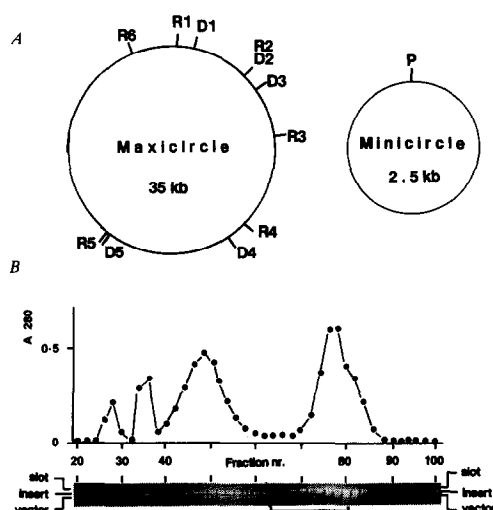 A
R6
R1
D1
R2
D2
D3
P
R3
Maxicircle
35 kb
Minicircle
2.5 kb
R4
D4
R5
D5
B
A 280
0·5
0
20
30
40
Fraction nr.
60
80
100
slot
insert
vector
slot
insert
vector